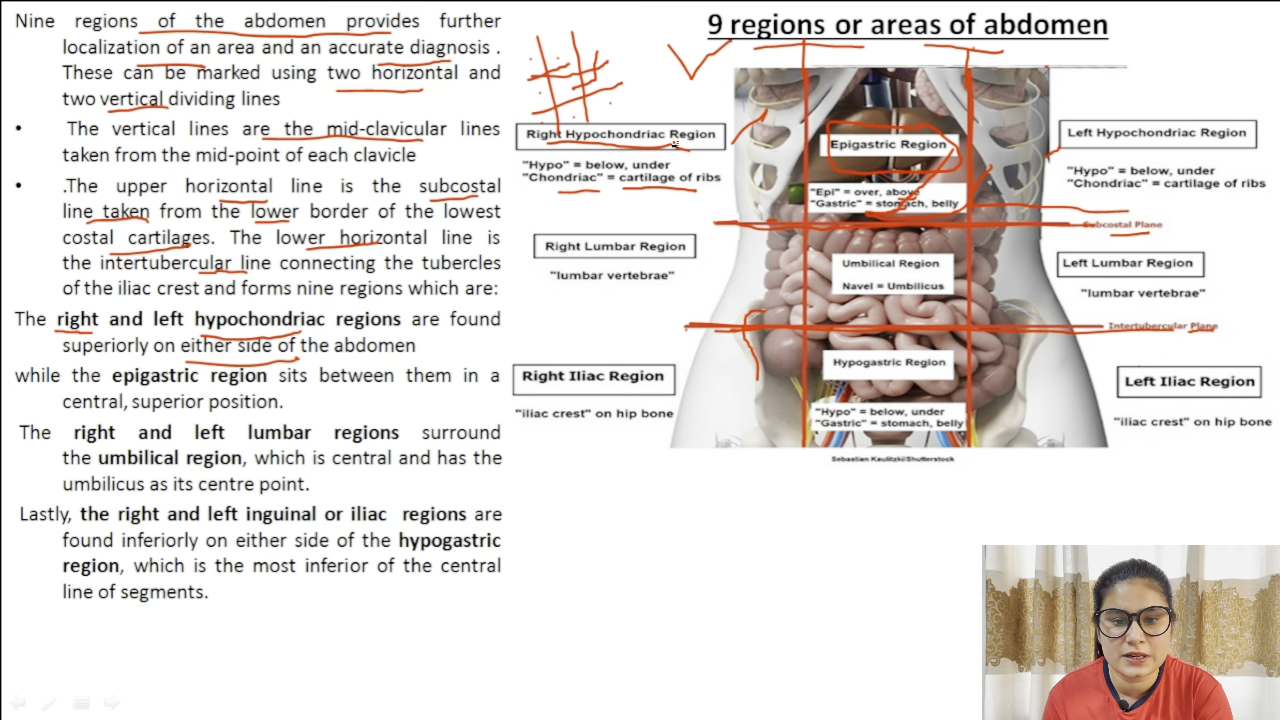 Nine regions of the abdomen provides further
localization of an area and an accurate diagnosis .
These can be marked using two horizontal and
two vertical dividing lines
• The vertical lines are the mid-clavicular lines
taken from the mid-point of each clavicle
• .The upper horizontal line is the subcostal
line taken from the lower border of the lowest
costal cartilages. The lower horizontal line is
the intertubercular line connecting the tubercles
of the iliac crest and forms nine regions which are:
The right and left hypochondriac regions are found
superiorly on either side of the abdomen
while the epigastric region sits between them in a
central, superior position.
The right and left lumbar regions surround
the umbilical region, which is central and has the
umbilicus as its centre point.
Lastly, the right and left inguinal or iliac regions are
found inferiorly on either side of the hypogastric
region, which is the most inferior of the central
line of segments.
9 regions or areas of abdomen
Right Hypochondriac Region
"Hypo" = below, under
"Chondriac" = cartilage of ribs
Epigastric Region
"Epi" = over, above
"Gastric" = stomach, belly
Left Hypochondriac Region
"Hypo" = below, under
"Chondriac" = cartilage of ribs
Subcostal Plane
Right Lumbar Region
"lumbar vertebrae"
Umbilical Region
Navel = Umbilicus
Left Lumbar Region
"lumbar vertebrae"
Intertubercular Plane
Right Iliac Region
"iliac crest" on hip bone
Hypogastric Region
"Hypo" = below, under
"Gastric" = stomach, belly
Left Iliac Region
"iliac crest" on hip bone
Sebastian Kaulitzki/Shutterstock